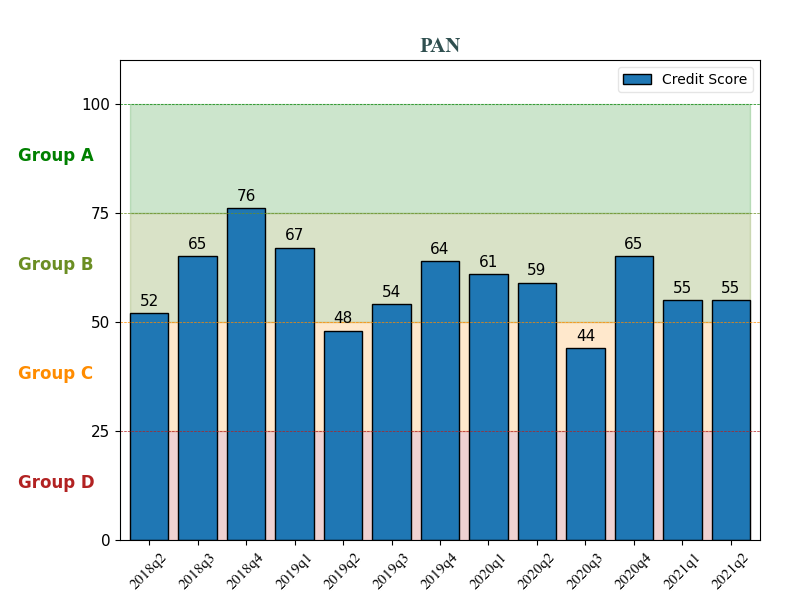 PAN
Credit Score
100
Group A
76
75
67
65
65
64
61
Group B
59
55
55
54
52
50
48
44
Group C
25
Group D
0
2018q2
2018q3
2018q4
2019q1
2019q2
2019q3
2019q4
2020q1
2020q2
2020q3
2020q4
2021q1
2021q2